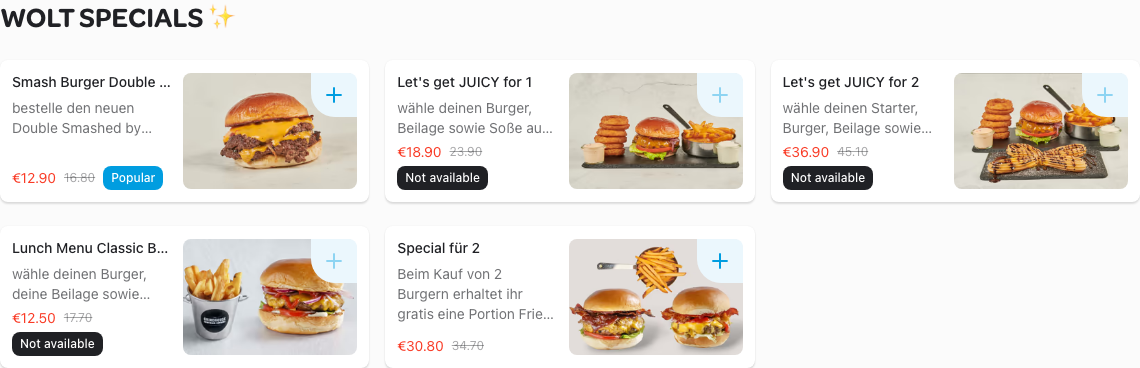 WOLT SPECIALS ✨
Smash Burger Double ...
bestelle den neuen
Double Smashed by...
€12.90 16.80 Popular
Let's get JUICY for 1
wähle deinen Burger,
Beilage sowie Soße au...
€18.90 23.90
Not available
Let's get JUICY for 2
wähle deinen Starter,
Burger, Beilage sowie...
€36.90 45.10
Not available
Lunch Menu Classic B...
wähle deinen Burger,
deine Beilage sowie...
€12.50 17.70
Not available
Special für 2
Beim Kauf von 2
Burgern erhaltet ihr
gratis eine Portion Frie...
€30.80 34.70